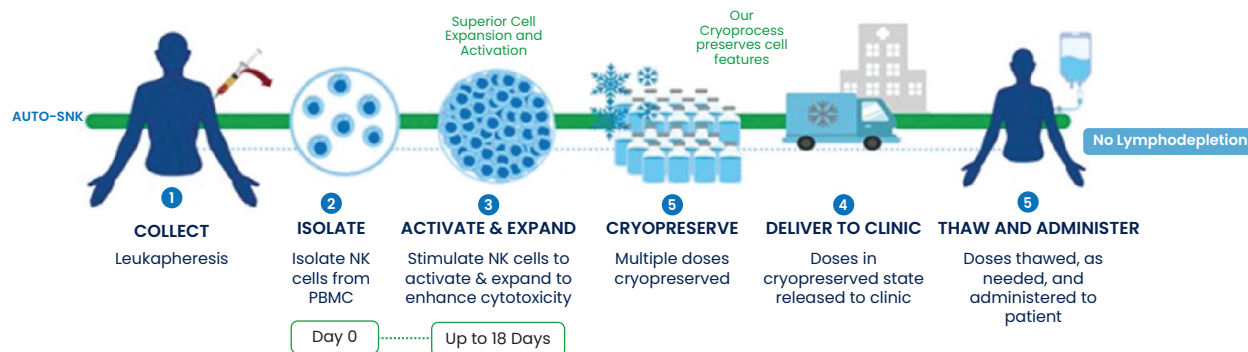 Superior Cell
Expansion and
Activation
Our
Cryoprocess
preserves cell
features
AUTO-SNK
No Lymphodepletion
1
COLLECT
Leukapheresis
2
ISOLATE
Isolate NK
cells from
PBMC
Day 0
3
ACTIVATE & EXPAND
Stimulate NK cells to
activate & expand to
enhance cytotoxicity
Up to 18 Days
5
CRYOPRESERVE
Multiple doses
cryopreserved
4
DELIVER TO CLINIC
Doses in
cryopreserved state
released to clinic
5
THAW AND ADMINISTER
Doses thawed, as
needed, and
administered to
patient